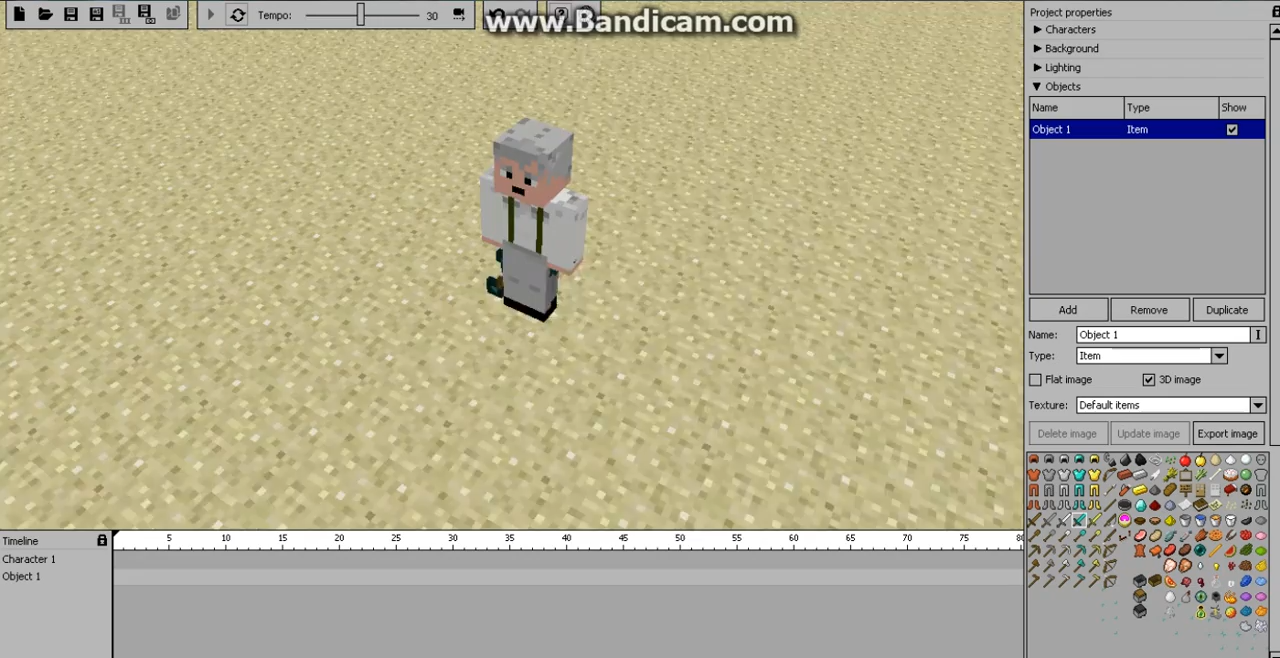 Tempo:
30
www.Bandicam.com
Project properties
Characters
Background
Lighting
Objects
Name Type Show
Object 1 Item
Add Remove Duplicate
Name: Object 1
Type: Item
Flat image 3D image
Texture: Default items
Delete image Update image Export image
Timeline
5 10 15 20 25 30 35 40 45 50 55 60 65 70 75 80
Character 1
Object 1